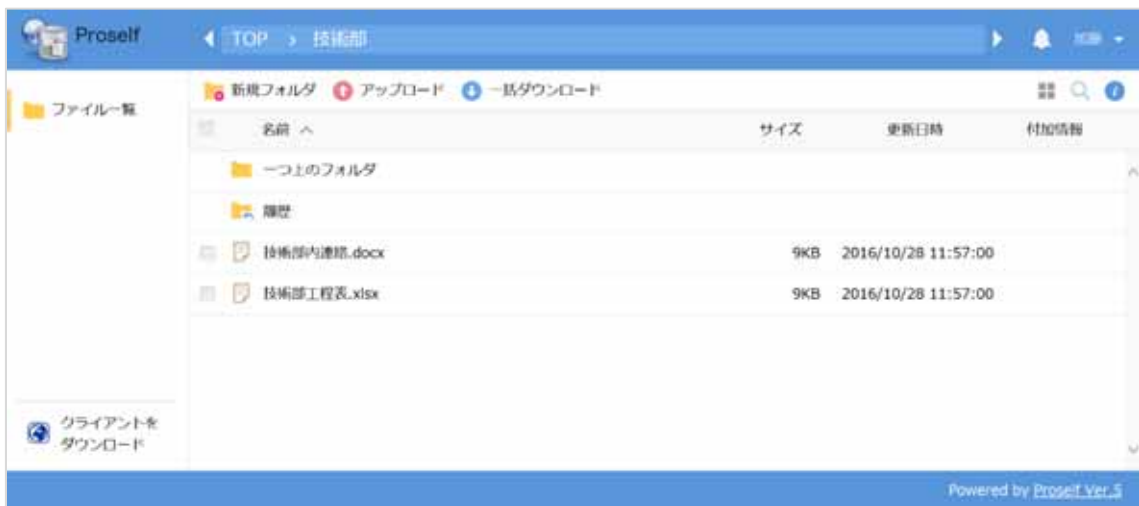 Proself
TOP > 技術部
ファイル一覧
新規フォルダ アップロード 一括ダウンロード
名前 サイズ 更新日時 付加情報
一つ上のフォルダ
履歴
技術部内連絡.docx 9KB 2016/10/28 11:57:00
技術部工程表.xlsx 9KB 2016/10/28 11:57:00
クライアントを
ダウンロード
Powered by Proself Ver.5